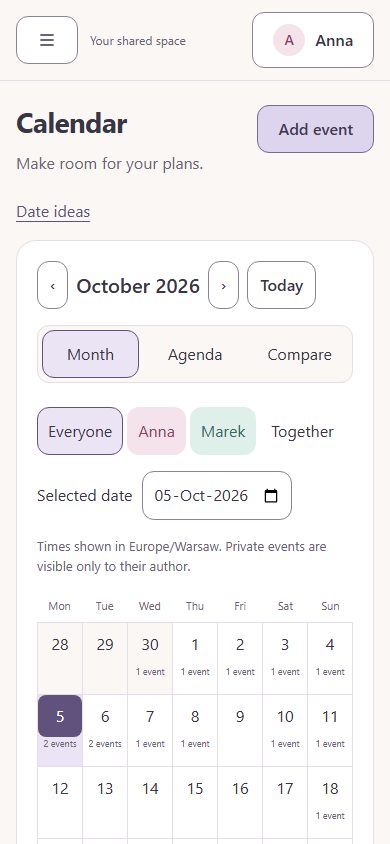 ☰ Your shared space A Anna
Calendar Add event
Make room for your plans.
Date ideas
‹ October 2026 › Today
Month Agenda Compare
Everyone Anna Marek Together
Selected date 05-Oct-2026
Times shown in Europe/Warsaw. Private events are
visible only to their author.
Mon Tue Wed Thu Fri Sat Sun
28 29 30 1 2 3 4
1 event 1 event 1 event 1 event 1 event
5 6 7 8 9 10 11
2 events 2 events 1 event 1 event 1 event 1 event
12 13 14 15 16 17 18
1 event